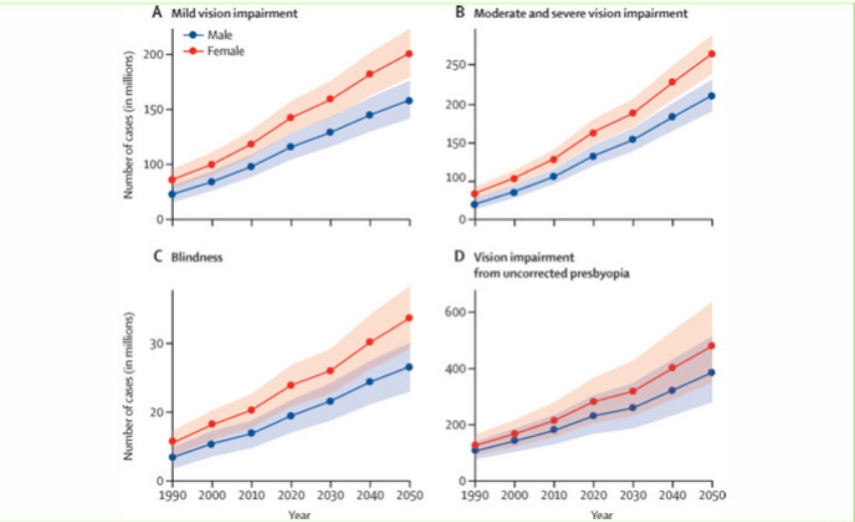 A Mild vision impairment
Male
Female
Number of cases (in millions)
200
150
100
0
B Moderate and severe vision impairment
250
200
150
100
0
C Blindness
Number of cases (in millions)
30
20
0
1990 2000 2010 2020 2030 2040 2050
Year
D Vision impairment
from uncorrected presbyopia
600
400
200
0
1990 2000 2010 2020 2030 2040 2050
Year